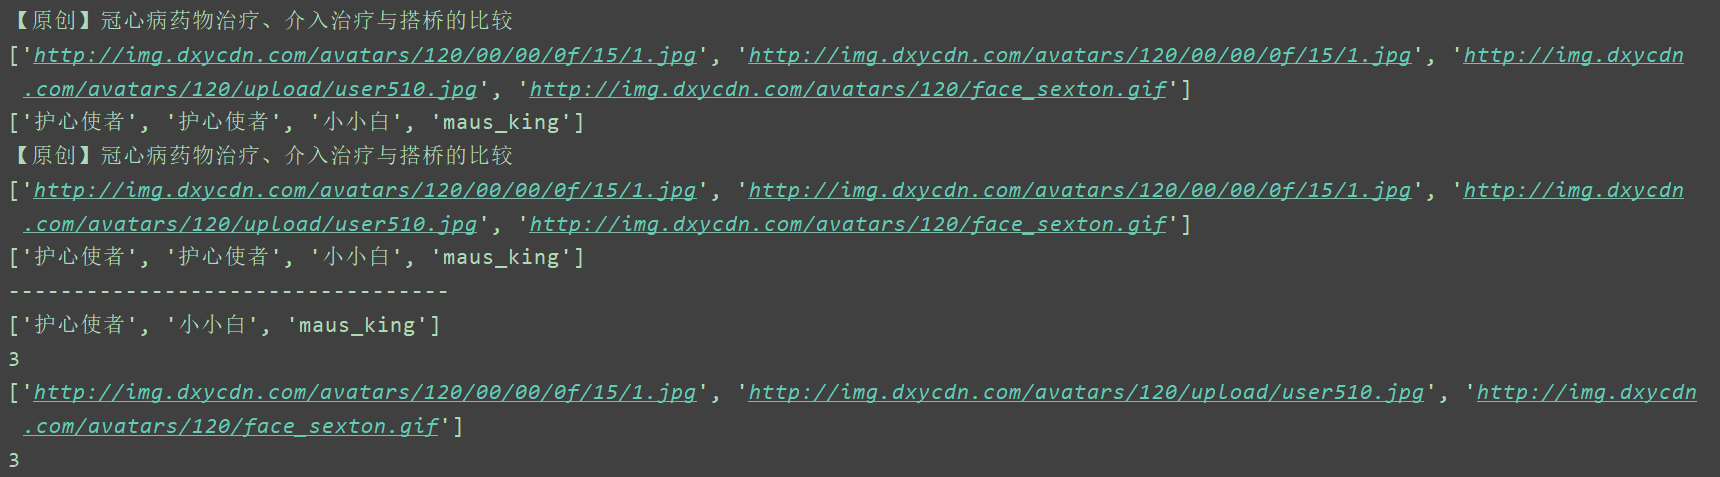 【原创】冠心病药物治疗、介入治疗与搭桥的比较
['http://img.dxycdn.com/avatars/120/00/00/0f/15/1.jpg', 'http://img.dxycdn.com/avatars/120/00/00/0f/15/1.jpg', 'http://img.dxycdn
.com/avatars/120/upload/user510.jpg', 'http://img.dxycdn.com/avatars/120/face_sexton.gif']
['护心使者', '护心使者', '小小白', 'maus_king']
【原创】冠心病药物治疗、介入治疗与搭桥的比较
['http://img.dxycdn.com/avatars/120/00/00/0f/15/1.jpg', 'http://img.dxycdn.com/avatars/120/00/00/0f/15/1.jpg', 'http://img.dxycdn
.com/avatars/120/upload/user510.jpg', 'http://img.dxycdn.com/avatars/120/face_sexton.gif']
['护心使者', '护心使者', '小小白', 'maus_king']
----------------------------------
['护心使者', '小小白', 'maus_king']
3
['http://img.dxycdn.com/avatars/120/00/00/0f/15/1.jpg', 'http://img.dxycdn.com/avatars/120/upload/user510.jpg', 'http://img.dxycdn
.com/avatars/120/face_sexton.gif']
3